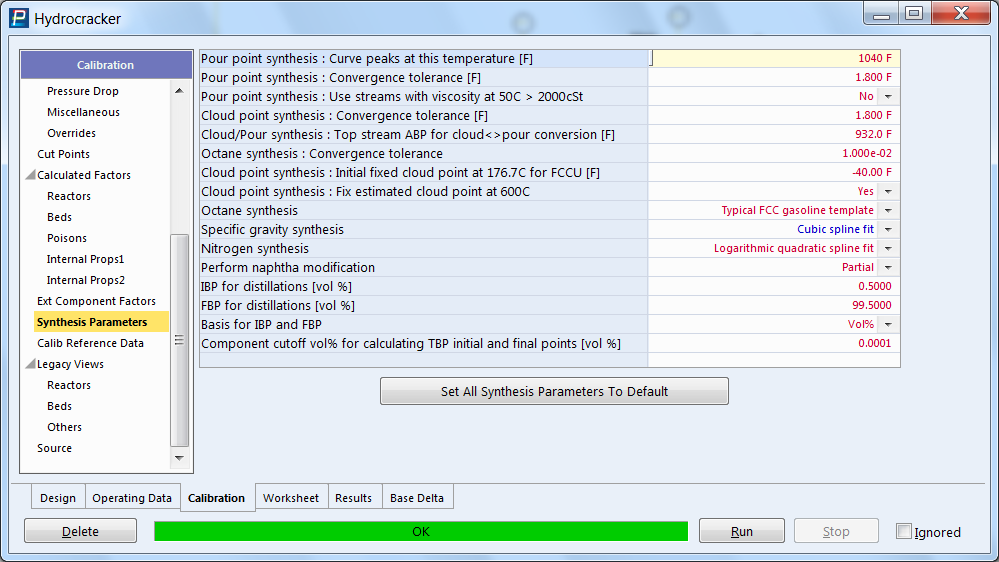 Hydrocracker
Calibration
Pressure Drop
Miscellaneous
Overrides
Cut Points
Calculated Factors
Reactors
Beds
Poisons
Internal Props1
Internal Props2
Ext Component Factors
Synthesis Parameters
Calib Reference Data
Legacy Views
Reactors
Beds
Others
Source
Pour point synthesis : Curve peaks at this temperature [F] 1040 F
Pour point synthesis : Convergence tolerance [F] 1.800 F
Pour point synthesis : Use streams with viscosity at 50C > 2000cSt No
Cloud point synthesis : Convergence tolerance [F] 1.800 F
Cloud/Pour synthesis : Top stream ABP for cloud<>pour conversion [F] 932.0 F
Octane synthesis : Convergence tolerance 1.000e-02
Cloud point synthesis : Initial fixed cloud point at 176.7C for FCCU [F] -40.00 F
Cloud point synthesis : Fix estimated cloud point at 600C Yes
Octane synthesis Typical FCC gasoline template
Specific gravity synthesis Cubic spline fit
Nitrogen synthesis Logarithmic quadratic spline fit
Perform naphtha modification Partial
IBP for distillations [vol %] 0.5000
FBP for distillations [vol %] 99.5000
Basis for IBP and FBP Vol%
Component cutoff vol% for calculating TBP initial and final points [vol %] 0.0001
Set All Synthesis Parameters To Default
Design Operating Data Calibration Worksheet Results Base Delta
Delete OK Run Stop Ignored